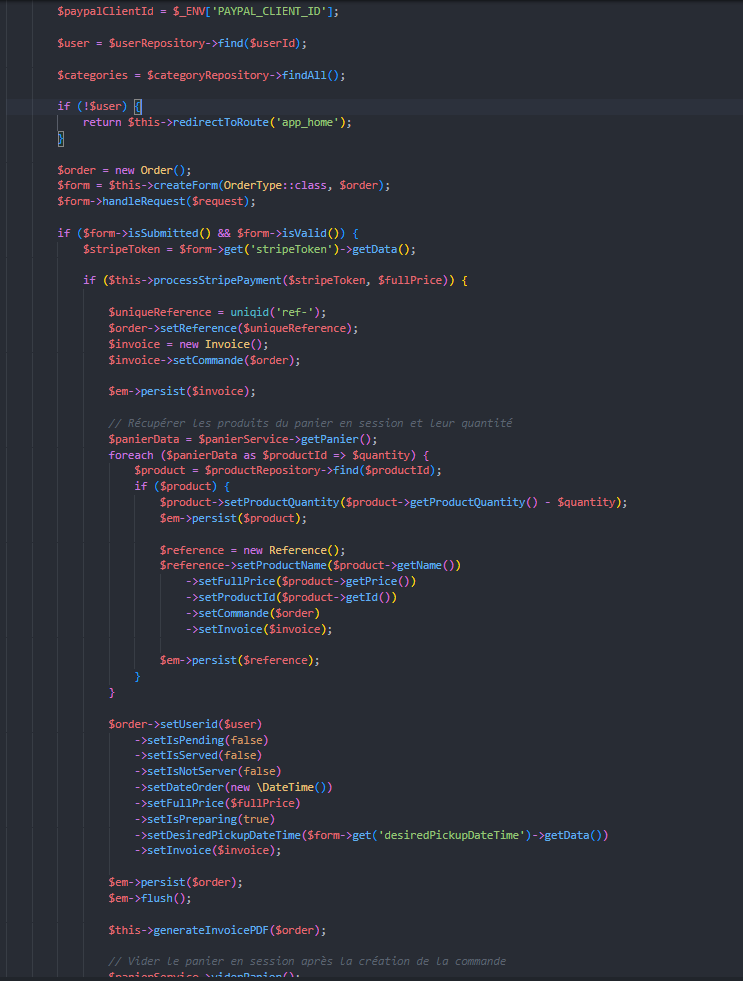 $paypalClientId = $_ENV['PAYPAL_CLIENT_ID'];
$user = $userRepository->find($userId);
$categories = $categoryRepository->findAll();
if (!$user) {
return $this->redirectToRoute('app_home');
}
$order = new Order();
$form = $this->createForm(OrderType::class, $order);
$form->handleRequest($request);
if ($form->isSubmitted() && $form->isValid()) {
$stripeToken = $form->get('stripeToken')->getData();
if ($this->processStripePayment($stripeToken, $fullPrice)) {
$uniqueReference = uniqid('ref-');
$order->setReference($uniqueReference);
$invoice = new Invoice();
$invoice->setCommande($order);
$em->persist($invoice);
// Récupérer les produits du panier en session et leur quantité
$panierData = $panierService->getPanier();
foreach ($panierData as $productId => $quantity) {
$product = $productRepository->find($productId);
if ($product) {
$product->setProductQuantity($product->getProductQuantity() - $quantity);
$em->persist($product);
$reference = new Reference();
$reference->setProductName($product->getName())
->setFullPrice($product->getPrice())
->setProductId($product->getId())
->setCommande($order)
->setInvoice($invoice);
$em->persist($reference);
}
}
$order->setUserid($user)
->setIsPending(false)
->setIsServed(false)
->setIsNotServer(false)
->setDateOrder(new \DateTime())
->setFullPrice($fullPrice)
->setIsPreparing(true)
->setDesiredPickupDateTime($form->get('desiredPickupDateTime')->getData())
->setInvoice($invoice);
$em->persist($order);
$em->flush();
$this->generateInvoicePDF($order);
// Vider le panier en session après la création de la commande
$panierService->viderPanier();